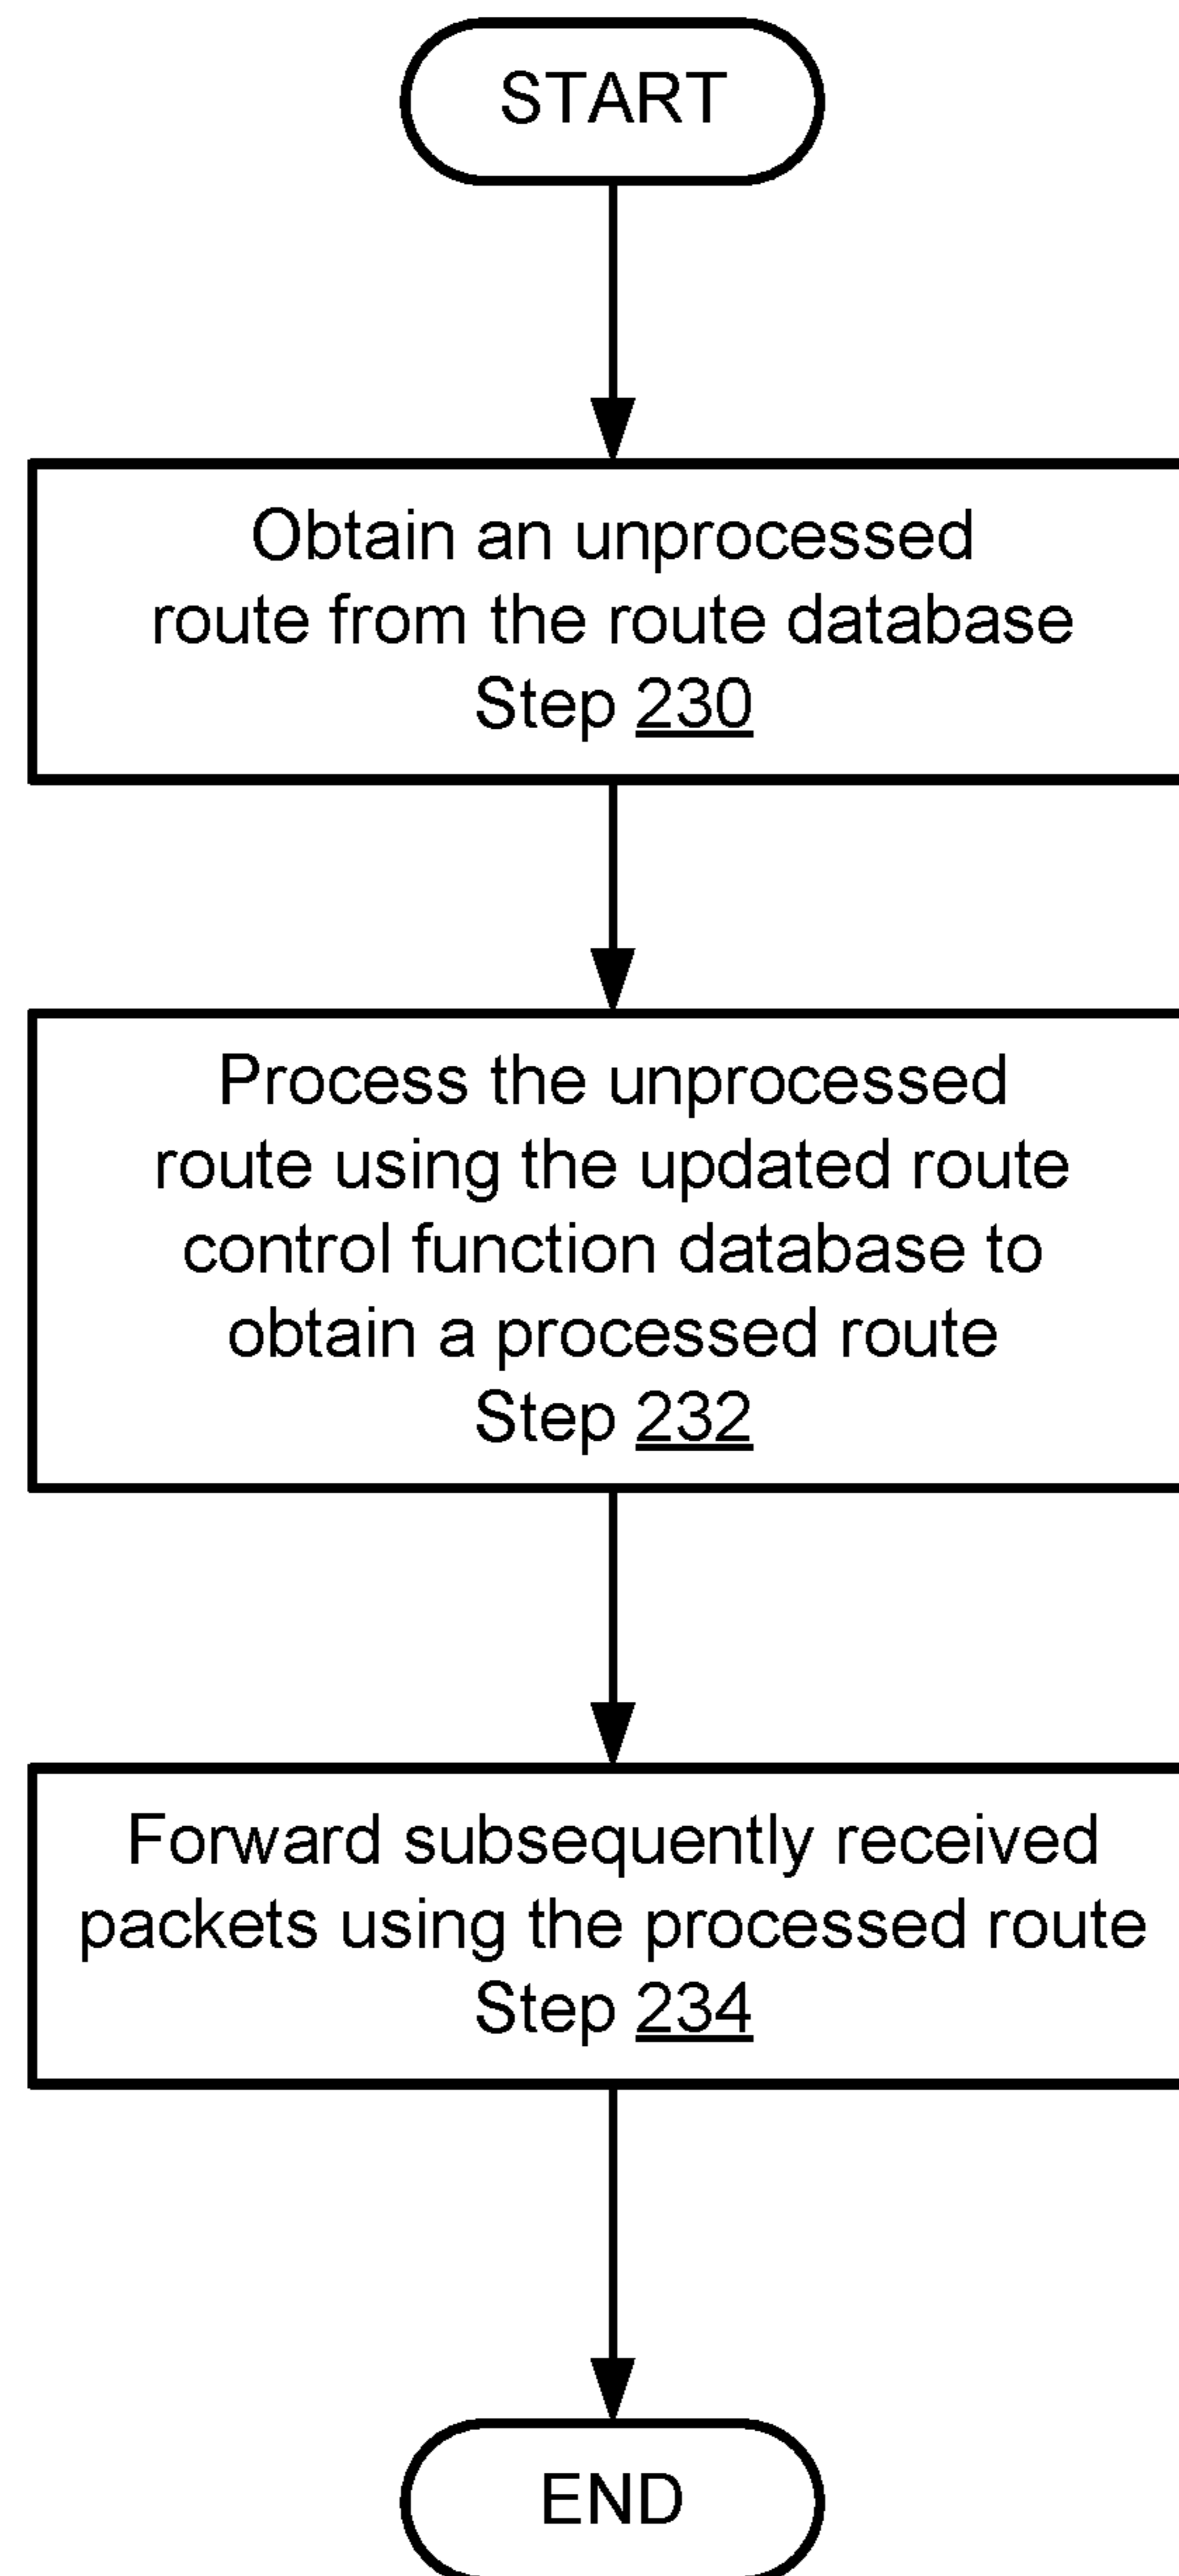 START
Obtain an unprocessed
route from the route database
Step 230
Process the unprocessed
route using the updated route
control function database to
obtain a processed route
Step 232
Forward subsequently received
packets using the processed route
Step 234
END